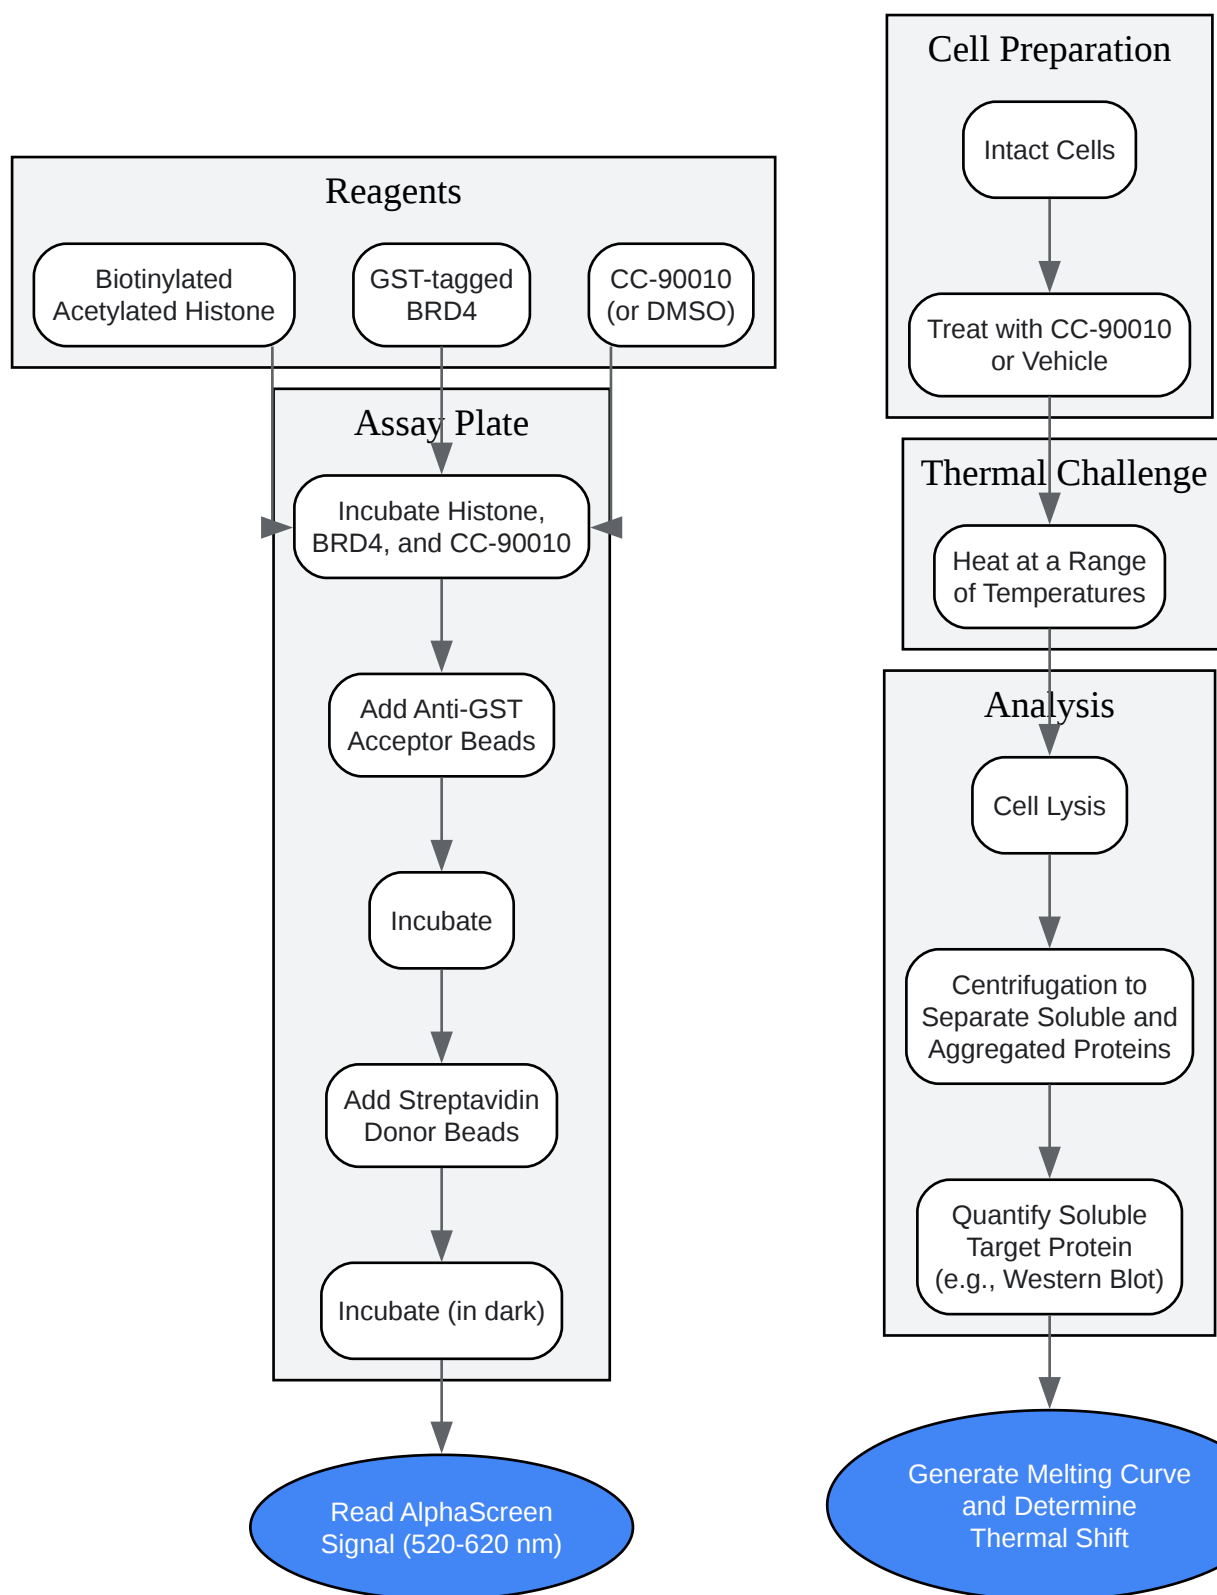 Reagents
Biotinylated
Acetylated Histone
GST-tagged
BRD4
CC-90010
(or DMSO)
Assay Plate
Incubate Histone,
BRD4, and CC-90010
Add Anti-GST
Acceptor Beads
Incubate
Add Streptavidin
Donor Beads
Incubate (in dark)
Read AlphaScreen
Signal (520-620 nm)
Cell Preparation
Intact Cells
Treat with CC-90010
or Vehicle
Thermal Challenge
Heat at a Range
of Temperatures
Analysis
Cell Lysis
Centrifugation to
Separate Soluble and
Aggregated Proteins
Quantify Soluble
Target Protein
(e.g., Western Blot)
Generate Melting Curve
and Determine
Thermal Shift